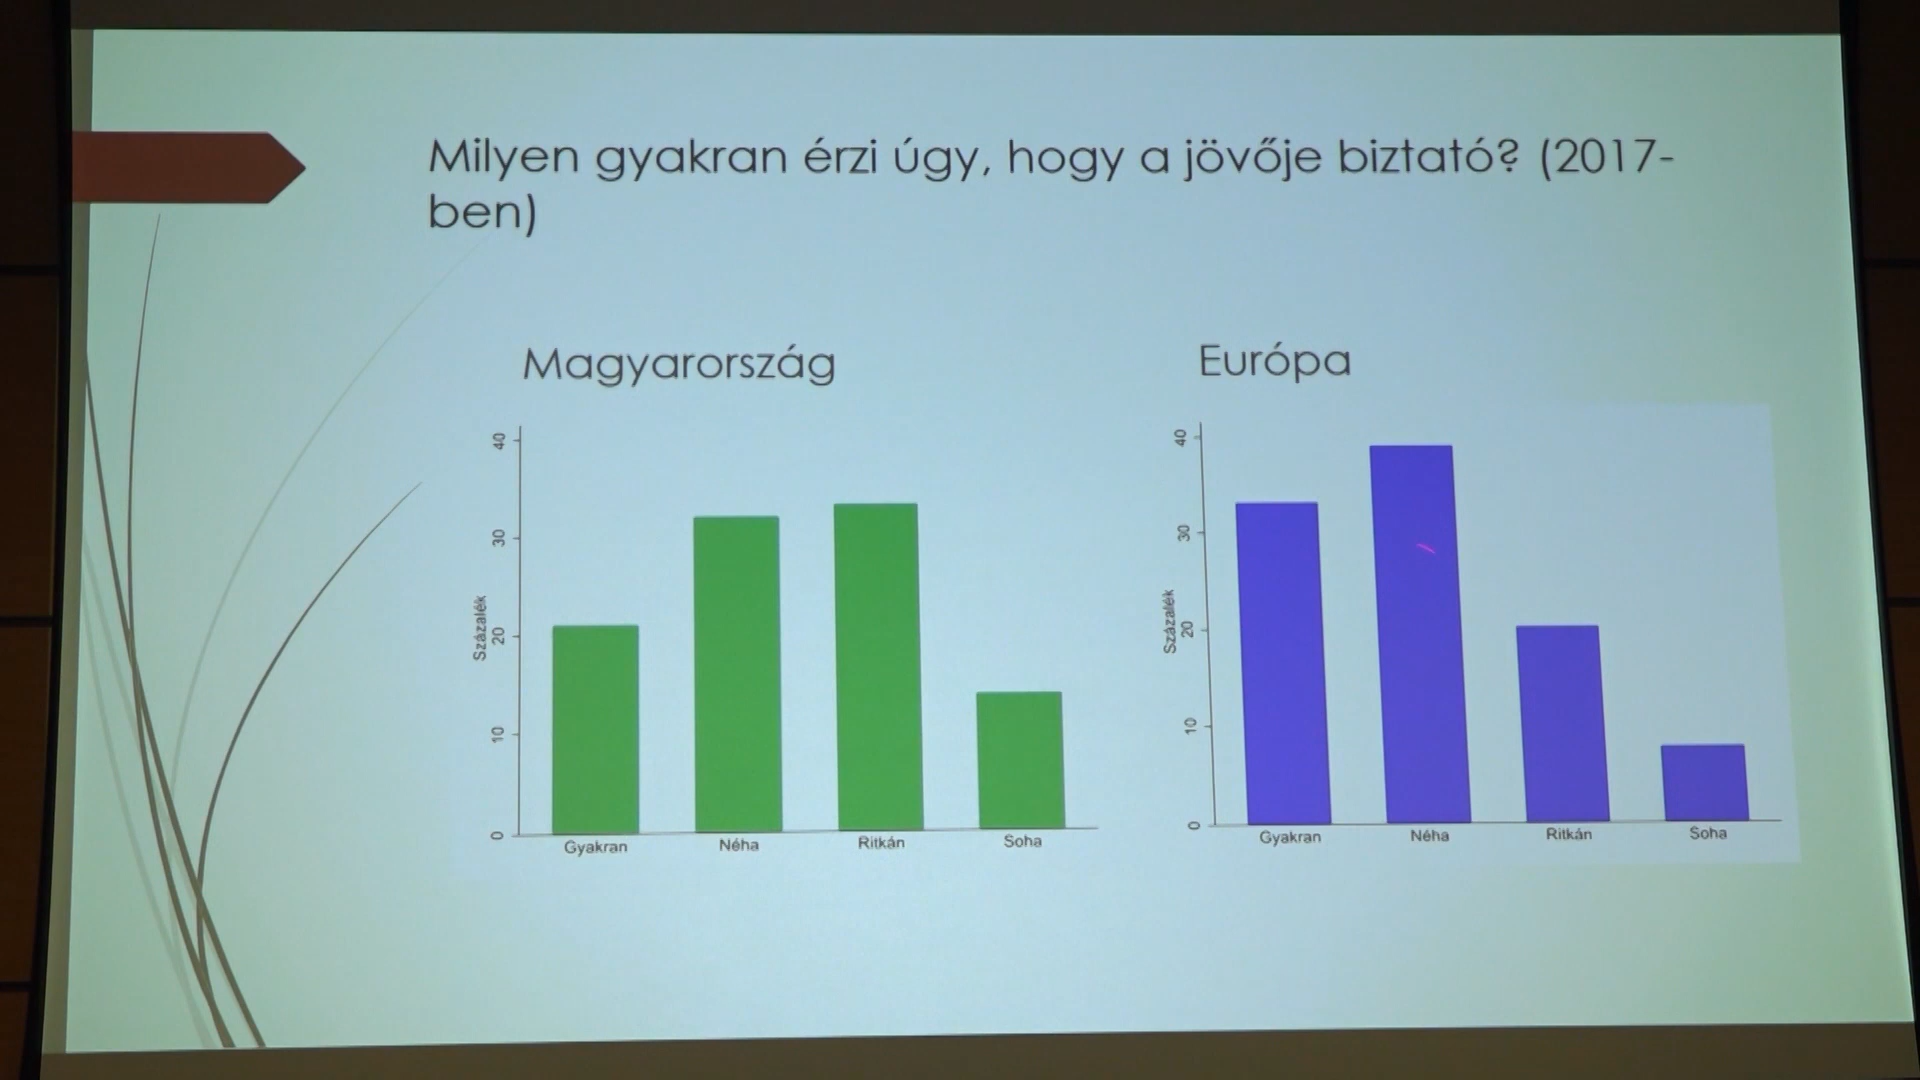 Milyen gyakran érzi úgy, hogy a jövője biztató? (2017-
ben)
Magyarország
Európa
40
30
20
10
0
Százalék
Gyakran Néha Ritkán Soha
40
30
20
10
0
Százalék
Gyakran Néha Ritkán Soha